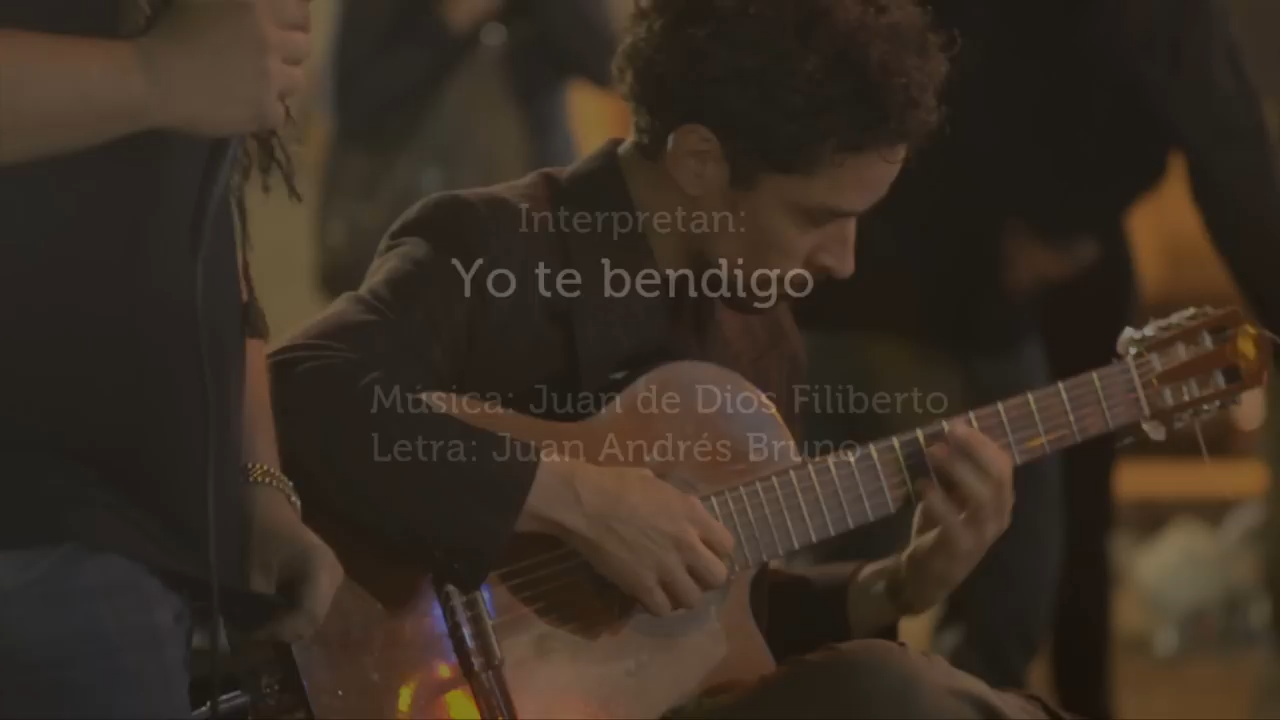 Interpretan:
Yo te bendigo
Música: Juan de Dios Filiberto
Letra: Juan Andrés Bruno